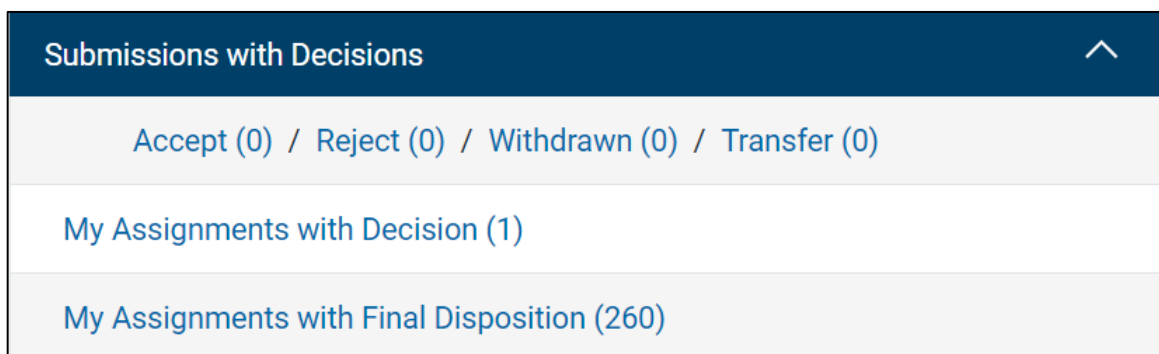 Submissions with Decisions
Accept (0) / Reject (0) / Withdrawn (0) / Transfer (0)
My Assignments with Decision (1)
My Assignments with Final Disposition (260)